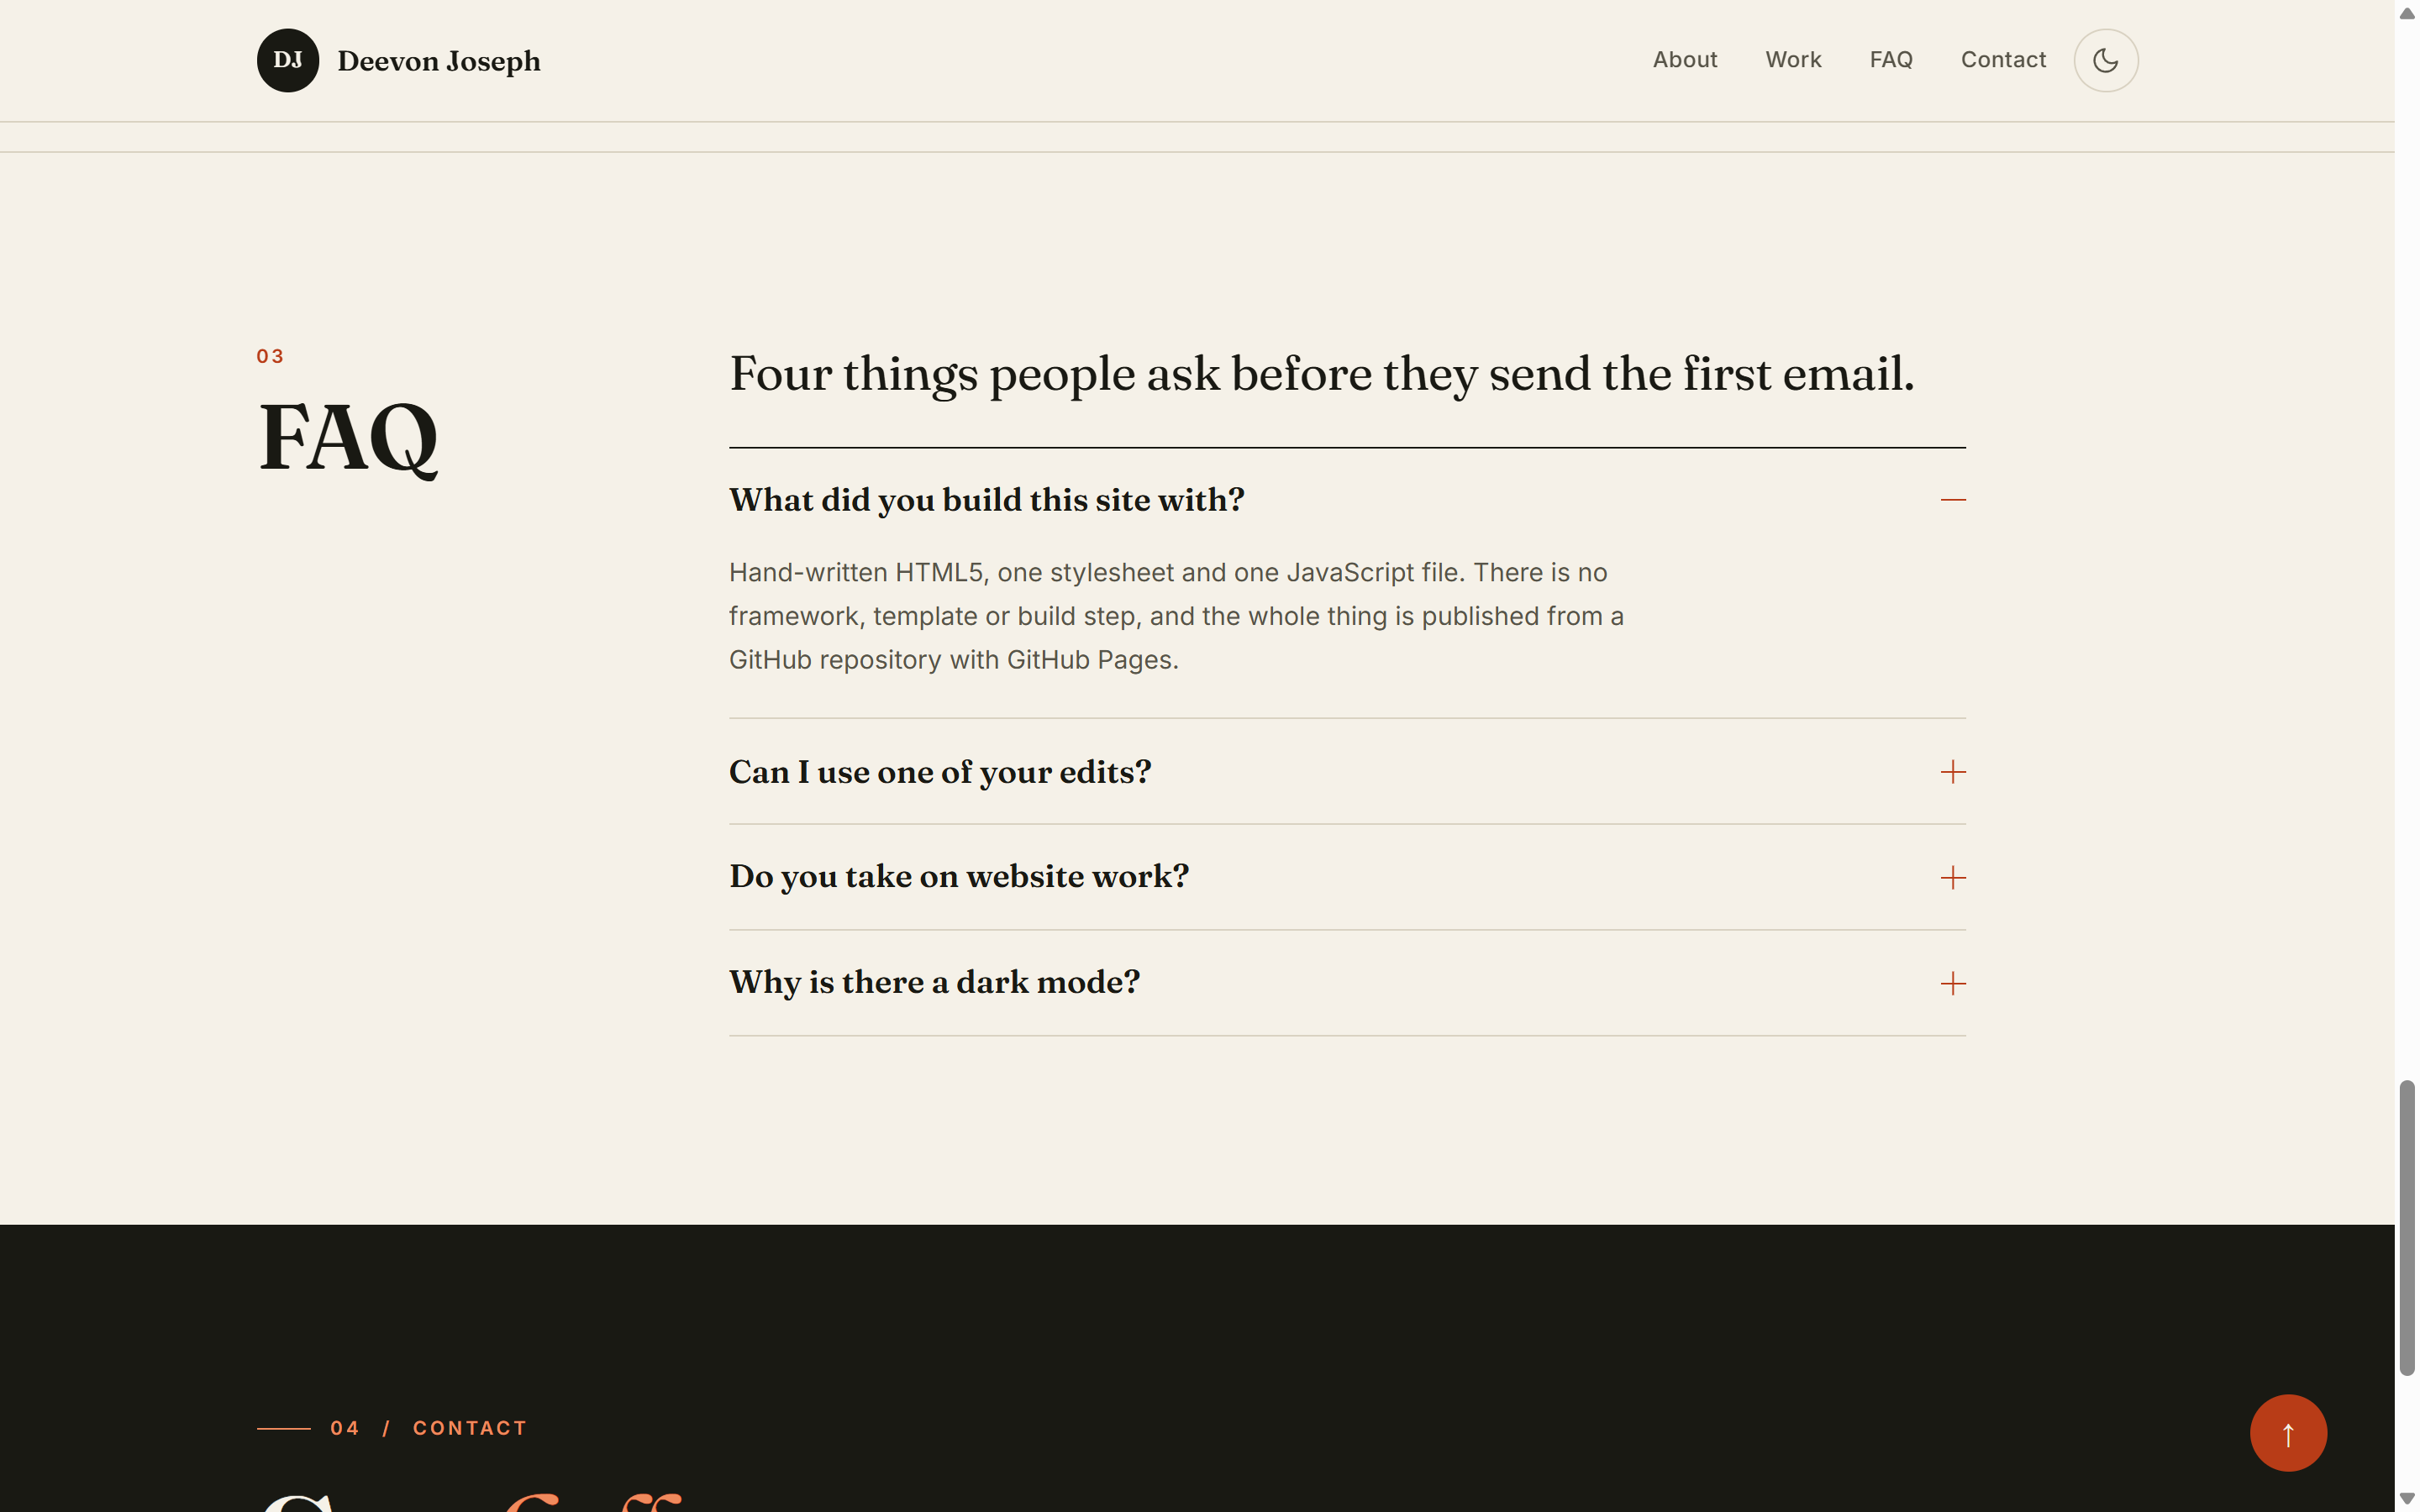 DJ Deevon Joseph
About Work FAQ Contact
03
FAQ
Four things people ask before they send the first email.
What did you build this site with?
Hand-written HTML5, one stylesheet and one JavaScript file. There is no
framework, template or build step, and the whole thing is published from a
GitHub repository with GitHub Pages.
Can I use one of your edits?
Do you take on website work?
Why is there a dark mode?
04 / CONTACT
↑